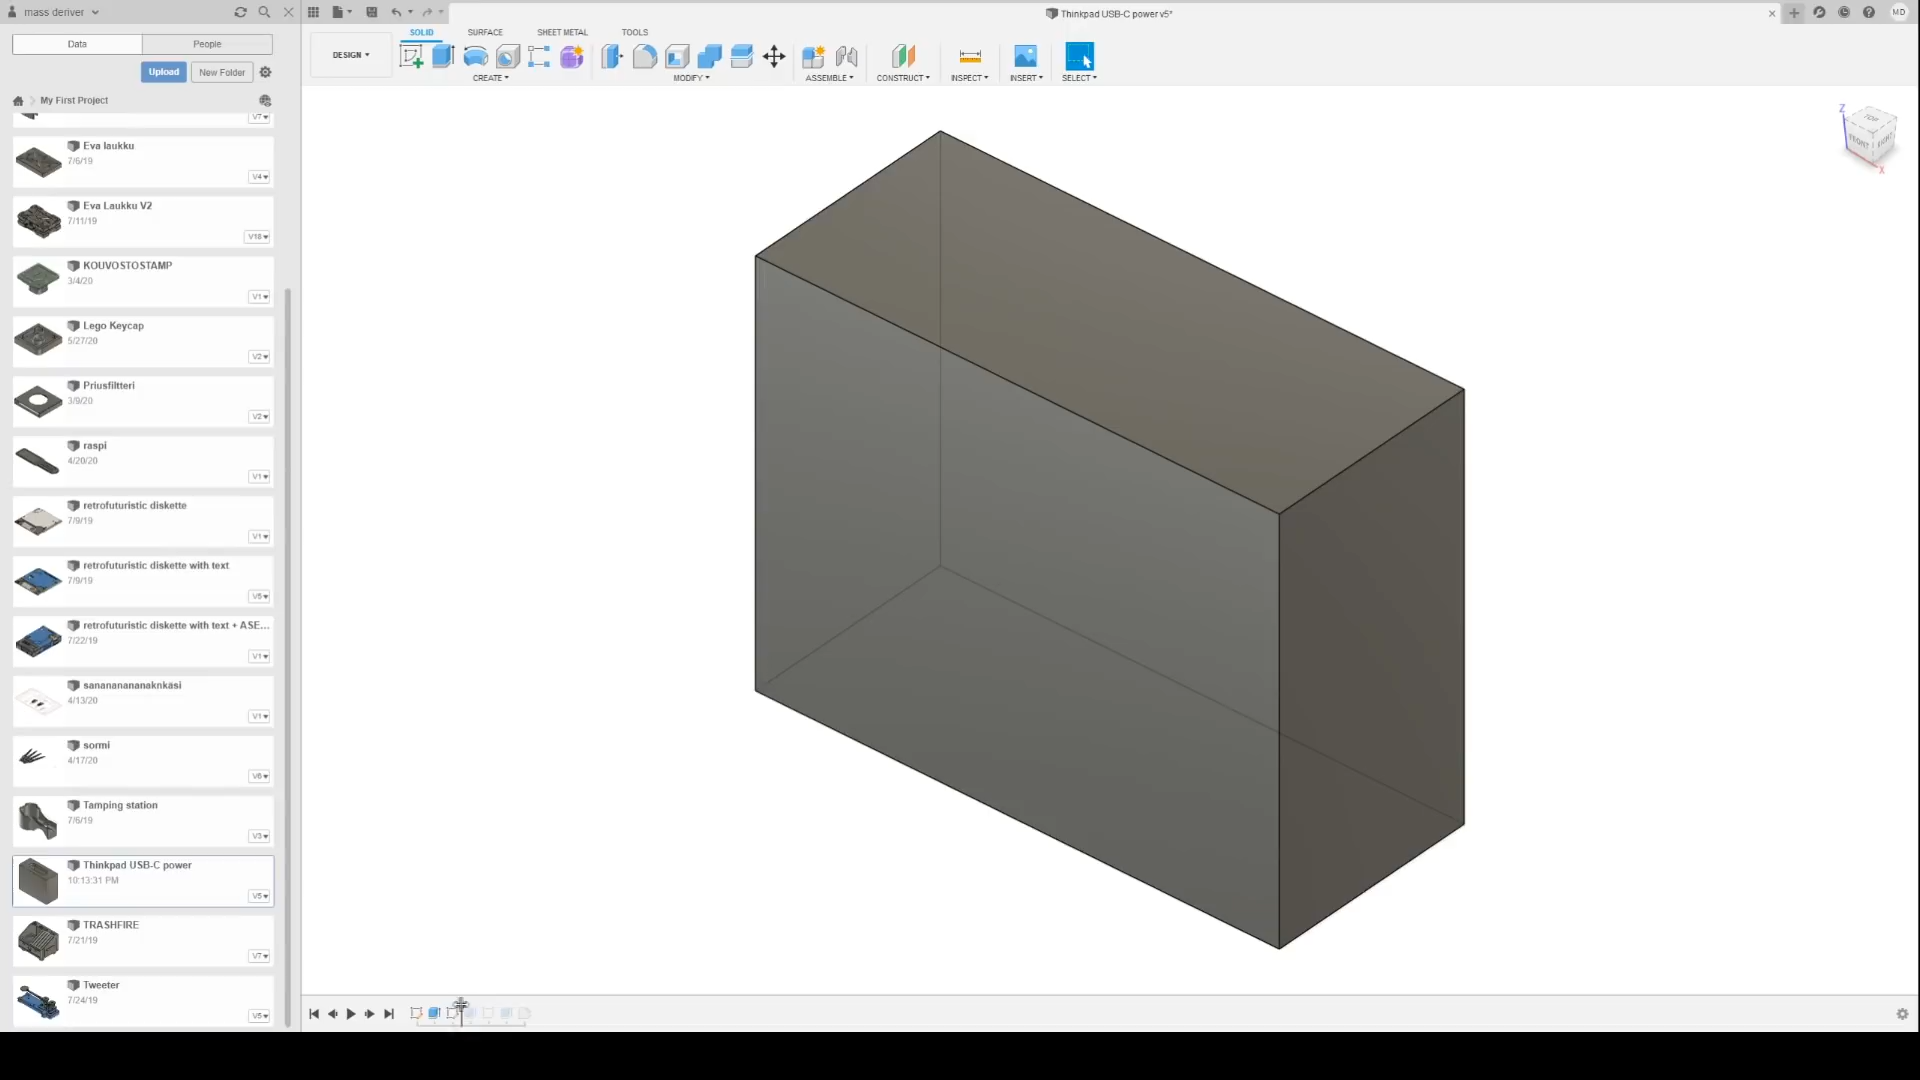 mass deriver
Thinkpad USB-C power v5*
MD
Data
People
Upload
New Folder
My First Project
V7
Eva laukku
7/6/19
V4
Eva Laukku V2
7/11/19
V18
KOUVOSTOSTAMP
3/4/20
V1
Lego Keycap
5/27/20
V2
Priusfiltteri
3/9/20
V2
raspi
4/20/20
V1
retrofuturistic diskette
7/9/19
V1
retrofuturistic diskette with text
7/9/19
V5
retrofuturistic diskette with text + ASE...
7/22/19
V1
sanananananaknkasi
4/13/20
V1
sormi
4/17/20
V6
Tamping station
7/6/19
V3
Thinkpad USB-C power
10:13:31 PM
V5
TRASHFIRE
7/21/19
V7
Tweeter
7/24/19
V5
DESIGN
SOLID
SURFACE
SHEET METAL
TOOLS
CREATE
MODIFY
ASSEMBLE
CONSTRUCT
INSPECT
INSERT
SELECT
Z
TOP
FRONT
RIGHT
X